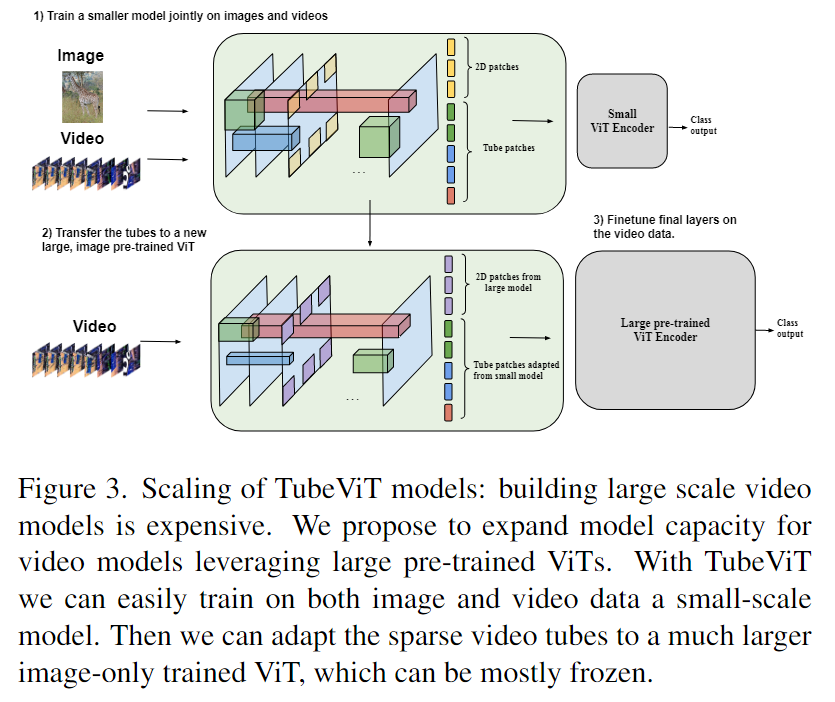 1) Train a smaller model jointly on images and videos
Image
Video
2D patches
Tube patches
...
Small
ViT Encoder
Class
output
2) Transfer the tubes to a new
large, image pre-trained ViT
3) Finetune final layers on
the video data.
Video
2D patches from
large model
Tube patches adapted
from small model
...
Large pre-trained
ViT Encoder
Class
output
Figure 3. Scaling of TubeViT models: building large scale video
models is expensive. We propose to expand model capacity for
video models leveraging large pre-trained ViTs. With TubeViT
we can easily train on both image and video data a small-scale
model. Then we can adapt the sparse video tubes to a much larger
image-only trained ViT, which can be mostly frozen.